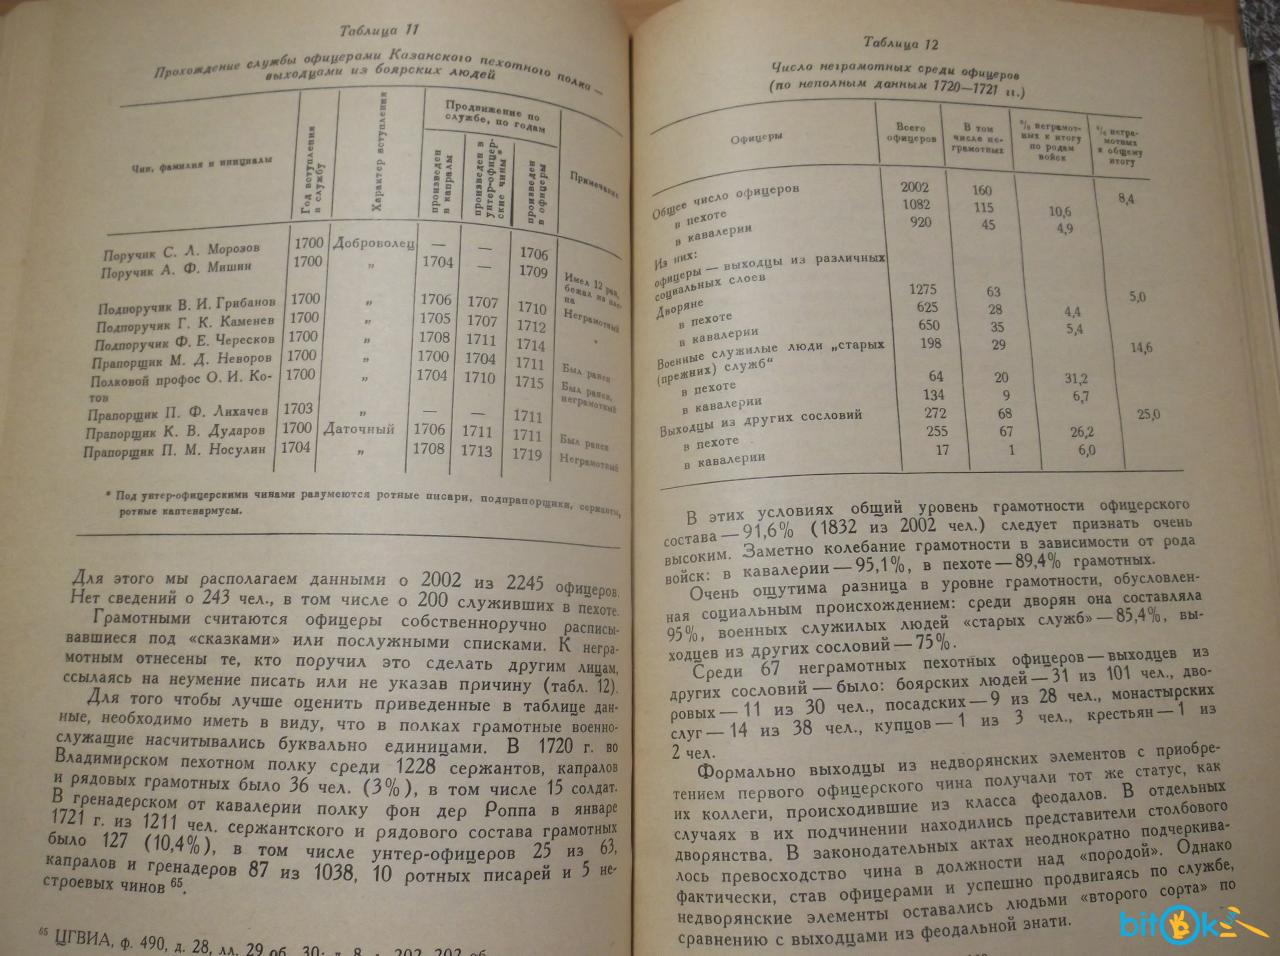 Таблица 11
Прохождение службы офицерами Казанского пехотного полка —
выходцами из боярских людей
Чин, фамилия и инициалы | Год вступления в службу | Характер вступления | Продвижение по службе, по годам: произведен в капралы | произведен в унтер-офицерские чины* | произведен в офицеры | Примечания
Поручик С. Л. Морозов 1700 Доброволец — — 1706
Поручик А. Ф. Мишин 1700 „ 1704 — 1709 Имел 12 ран, бежал из плена
Подпоручик В. И. Грибанов 1700 „ 1706 1707 1710 Неграмотный
Подпоручик Г. К. Каменев 1700 „ 1705 1707 1712 „
Подпоручик Ф. Е. Чересков 1700 „ 1708 1711 1714
Прапорщик М. Д. Неворов 1700 „ 1700 1704 1711 Был ранен
Полковой профос О. И. Ко- 1700 „ 1704 1710 1715 Был ранен, неграмотный
тов
Прапорщик П. Ф. Лихачев 1703 „ — — 1711
Прапорщик К. В. Дударов 1700 Даточный 1706 1711 1711 Был ранен
Прапорщик П. М. Носулин 1704 „ 1708 1713 1719 Неграмотный
* Под унтер-офицерскими чинами разумеются ротные писари, подпрапорщики, сержанты,
ротные каптенармусы.
Для этого мы располагаем данными о 2002 из 2245 офицеров.
Нет сведений о 243 чел., в том числе о 200 служивших в пехоте.
Грамотными считаются офицеры собственноручно расписы-
вавшиеся под «сказками» или послужными списками. К негра-
мотным отнесены те, кто поручил это сделать другим лицам,
ссылаясь на неумение писать или не указав причину (табл. 12).
Для того чтобы лучше оценить приведенные в таблице дан-
ные, необходимо иметь в виду, что в полках грамотные военно-
служащие насчитывались буквально единицами. В 1720 г. во
Владимирском пехотном полку среди 1228 сержантов, капралов
и рядовых грамотных было 36 чел. (3%), в том числе 15 солдат.
В гренадерском от кавалерии полку фон дер Роппа в январе
1721 г. из 1211 чел. сержантского и рядового состава грамотных
было 127 (10,4%), в том числе унтер-офицеров 25 из 63,
капралов и гренадеров 87 из 1038, 10 ротных писарей и 5 не-
строевых чинов 65.
65 ЦГВИА, ф. 490, д. 28, лл. 29 об., 30;
Таблица 12
Число неграмотных среди офицеров
(по неполным данным 1720—1721 гг.)
Офицеры | Всего офицеров | В том числе неграмотных | % неграмотных к итогу по родам войск | % неграмотных к общему итогу
Общее число офицеров 2002 160 8,4
в пехоте 1082 115 10,6
в кавалерии 920 45 4,9
Из них:
офицеры — выходцы из различных
социальных слоев
Дворяне 1275 63 5,0
в пехоте 625 28 4,4
в кавалерии 650 35 5,4
Военные служилые люди „старых 198 29 14,6
(прежних) служб“
в пехоте 64 20 31,2
в кавалерии 134 9 6,7
Выходцы из других сословий 272 68 25,0
в пехоте 255 67 26,2
в кавалерии 17 1 6,0
В этих условиях общий уровень грамотности офицерского
состава — 91,6% (1832 из 2002 чел.) следует признать очень
высоким. Заметно колебание грамотности в зависимости от рода
войск: в кавалерии — 95,1%, в пехоте — 89,4% грамотных.
Очень ощутима разница в уровне грамотности, обусловлен-
ная социальным происхождением: среди дворян она составляла
95%, военных служилых людей «старых служб» — 85,4%, вы-
ходцев из других сословий — 75%.
Среди 67 неграмотных пехотных офицеров — выходцев из
других сословий — было: боярских людей — 31 из 101 чел., дво-
ровых — 11 из 30 чел., посадских — 9 из 28 чел., монастырских
слуг — 14 из 38 чел., купцов — 1 из 3 чел., крестьян — 1 из
2 чел.
Формально выходцы из недворянских элементов с приобре-
тением первого офицерского чина получали тот же статус, как
их коллеги, происходившие из класса феодалов. В отдельных
случаях в их подчинении находились представители столбового
дворянства. В законодательных актах неоднократно подчеркива-
лось превосходство чина в должности над «породой». Однако
фактически, став офицерами и успешно продвигаясь по службе,
недворянские элементы оставались людьми «второго сорта» по
сравнению с выходцами из феодальной знати.